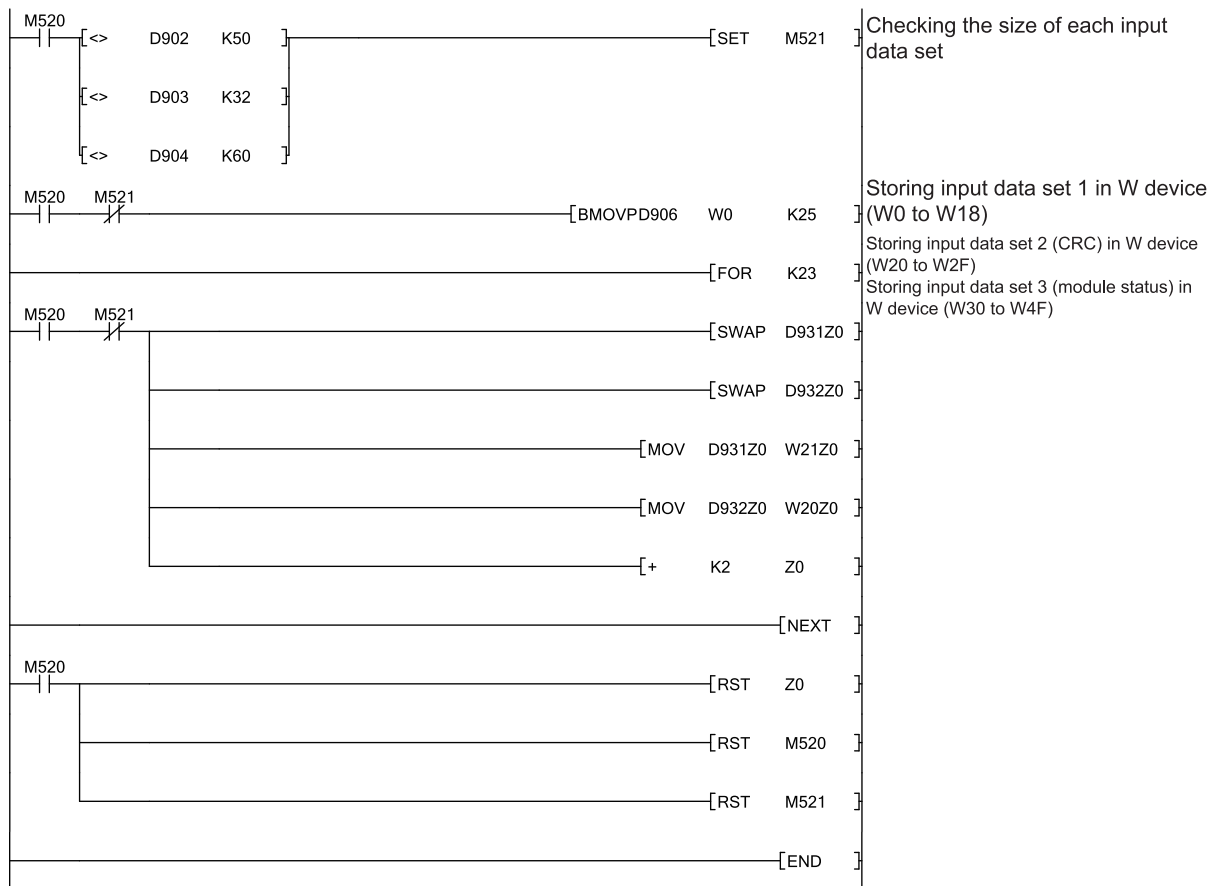 M520
[<> D902 K50 ]
[SET M521 ]
Checking the size of each input
data set
[<> D903 K32 ]
[<> D904 K60 ]
M520 M521
[BMOVPD906 W0 K25 ]
Storing input data set 1 in W device
(W0 to W18)
Storing input data set 2 (CRC) in W device
(W20 to W2F)
[FOR K23 ]
Storing input data set 3 (module status) in
W device (W30 to W4F)
M520 M521
[SWAP D931Z0 ]
[SWAP D932Z0 ]
[MOV D931Z0 W21Z0 ]
[MOV D932Z0 W20Z0 ]
[+ K2 Z0 ]
[NEXT ]
M520
[RST Z0 ]
[RST M520 ]
[RST M521 ]
[END ]